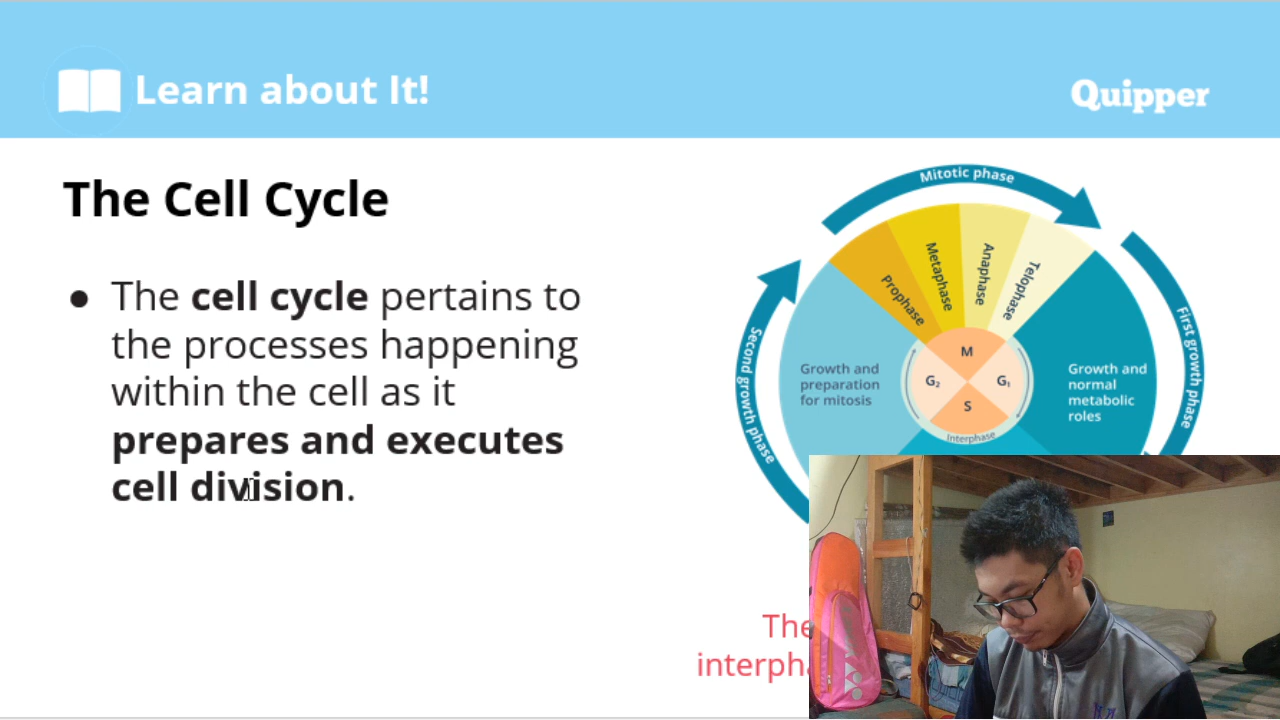 Learn about It!
Quipper
The Cell Cycle
● The cell cycle pertains to
the processes happening
within the cell as it
prepares and executes
cell division.
Mitotic phase
Prophase
Metaphase
Anaphase
Telophase
Second growth phase
First growth phase
Growth and
preparation
for mitosis
Growth and
normal
metabolic
roles
M
G₂
G₁
S
Interphase
The